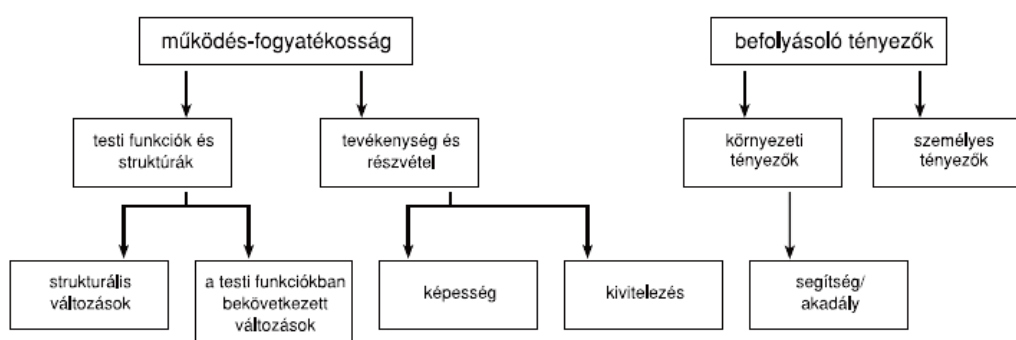 működés-fogyatékosság
befolyásoló tényezők
testi funkciók és
struktúrák
tevékenység és
részvétel
környezeti
tényezők
személyes
tényezők
strukturális
változások
a testi funkciókban
bekövetkezett
változások
képesség
kivitelezés
segítség/
akadály